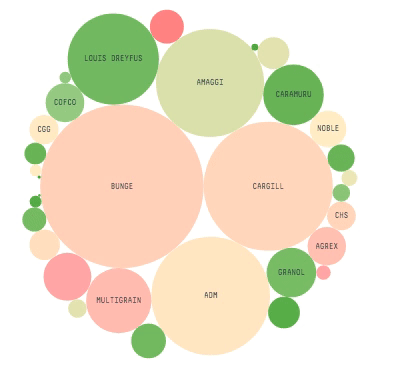 LOUIS DREYFUS
AMAGGI
CARAMURU
COFCO
NOBLE
CGG
BUNGE
CARGILL
CHS
AGREX
GRANOL
ADM
MULTIGRAIN